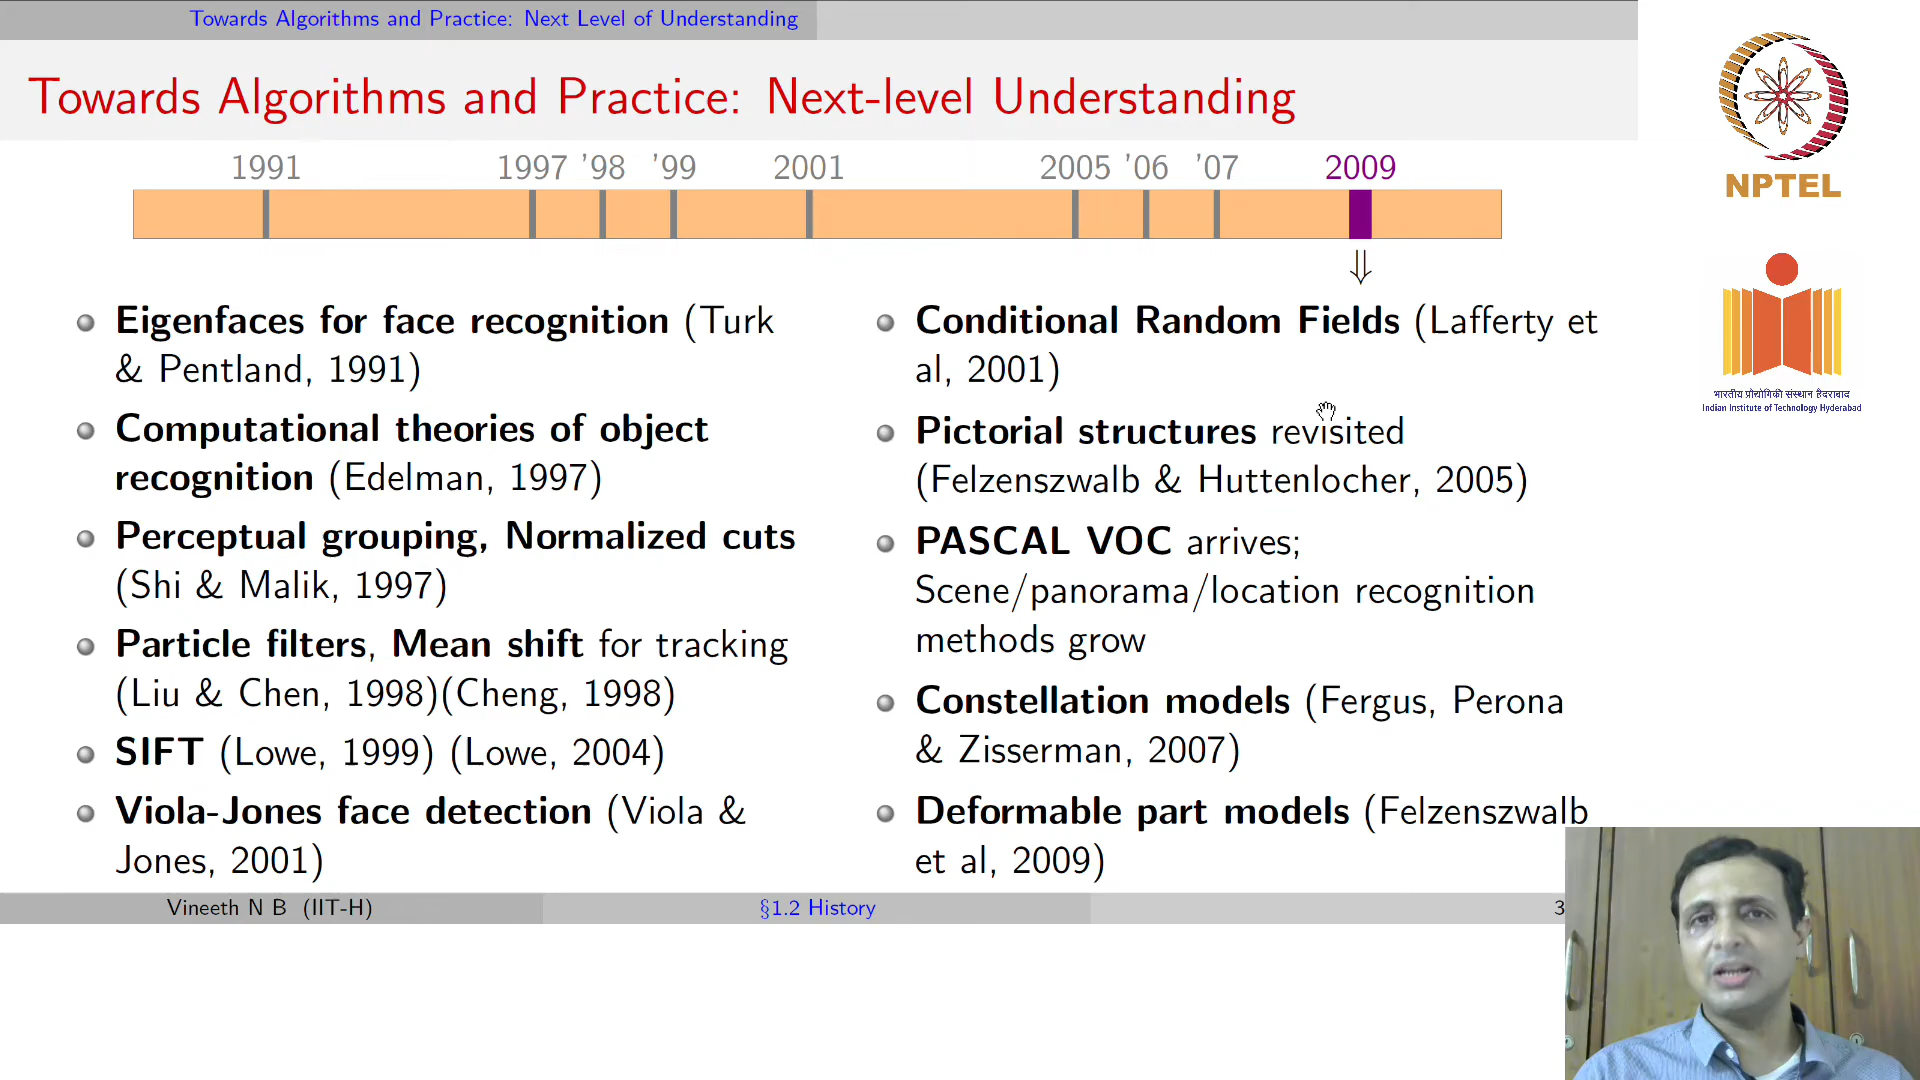 Towards Algorithms and Practice: Next Level of Understanding
Towards Algorithms and Practice: Next-level Understanding
1991 1997 '98 '99 2001 2005 '06 '07 2009
⇓
Eigenfaces for face recognition (Turk
& Pentland, 1991)
Computational theories of object
recognition (Edelman, 1997)
Perceptual grouping, Normalized cuts
(Shi & Malik, 1997)
Particle filters, Mean shift for tracking
(Liu & Chen, 1998)(Cheng, 1998)
SIFT (Lowe, 1999) (Lowe, 2004)
Viola-Jones face detection (Viola &
Jones, 2001)
Conditional Random Fields (Lafferty et
al, 2001)
Pictorial structures revisited
(Felzenszwalb & Huttenlocher, 2005)
PASCAL VOC arrives;
Scene/panorama/location recognition
methods grow
Constellation models (Fergus, Perona
& Zisserman, 2007)
Deformable part models (Felzenszwalb
et al, 2009)
Vineeth N B (IIT-H)
§1.2 History
3
NPTEL
भारतीय प्रौद्योगिकी संस्थान हैदराबाद
Indian Institute of Technology Hyderabad